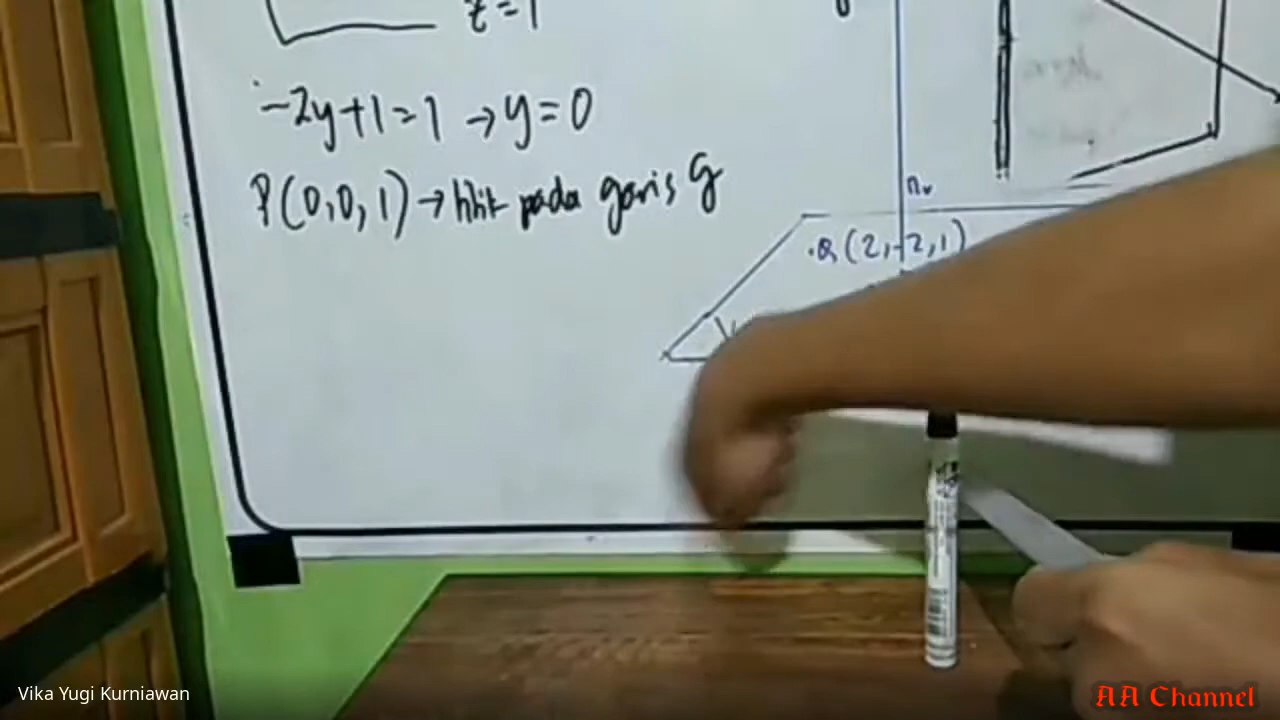 z=1
-2y+1=1 → y=0
P(0,0,1) → titik pada garis g
nv
Q(2,-2,1)
V
Vika Yugi Kurniawan
AA Channel